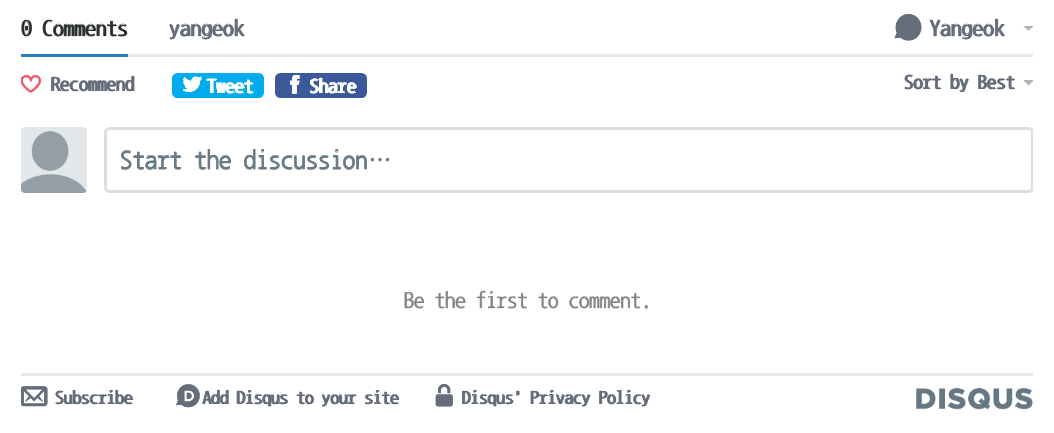 0 Comments yangeok Yangeok
Recommend Tweet Share Sort by Best
Start the discussion…
Be the first to comment.
Subscribe Add Disqus to your site Disqus' Privacy Policy DISQUS